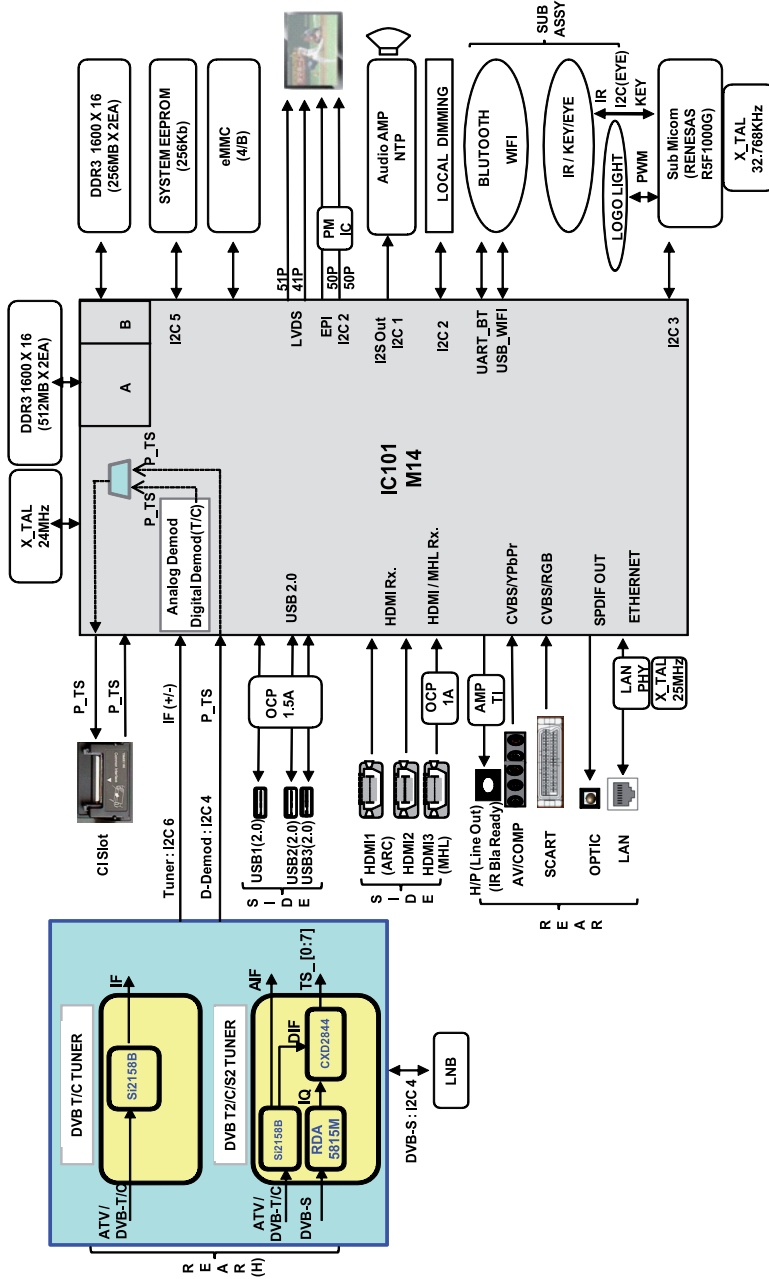 REAR
(H)
ATV /
DVB-T/C
DVB T/C TUNER
Si2158B
IF
ATV /
DVB-T/C
DVB-S
DVB T2/C/S2 TUNER
Si2158B
RDA
5815M
IQ
DIF
CXD2844
AIF
TS_ [0:7]
DVB-S : I2C 4
LNB
CI Slot
P_TS
P_TS
Tuner : I2C 6
IF (+/-)
D-Demod : I2C 4
P_TS
SIDE
USB1(2.0)
USB2(2.0)
USB3(2.0)
OCP
1.5A
USB 2.0
SIDE
HDMI1
(ARC)
HDMI2
HDMI3
(MHL)
OCP
1A
HDMI Rx.
HDMI / MHL Rx.
REAR
H/P (Line Out)
(IR Bla Ready)
AMP
TI
AV/COMP
CVBS/YPbPr
SCART
CVBS/RGB
OPTIC
SPDIF OUT
LAN
LAN
PHY
X_TAL
25MHz
ETHERNET
X_TAL
24MHz
DDR3 1600 X 16
(512MB X 2EA)
P_TS
P_TS
Analog Demod
Digital Demod(T/C)
A
B
IC101
M14
DDR3 1600 X 16
(256MB X 2EA)
I2C 5
SYSTEM EEPROM
(256Kb)
eMMC
(4/B)
LVDS
51P
41P
EPI
I2C 2
50P
50P
PM
IC
I2S Out
I2C 1
Audio AMP
NTP
I2C 2
LOCAL DIMMING
UART_BT
USB_WIFI
BLUTOOTH
WIFI
IR / KEY/EYE
SUB
ASSY
LOGO LIGHT
PWM
IR
I2C(EYE)
KEY
I2C 3
Sub Micom
(RENESAS
R5F1000G)
X_TAL
32.768KHz